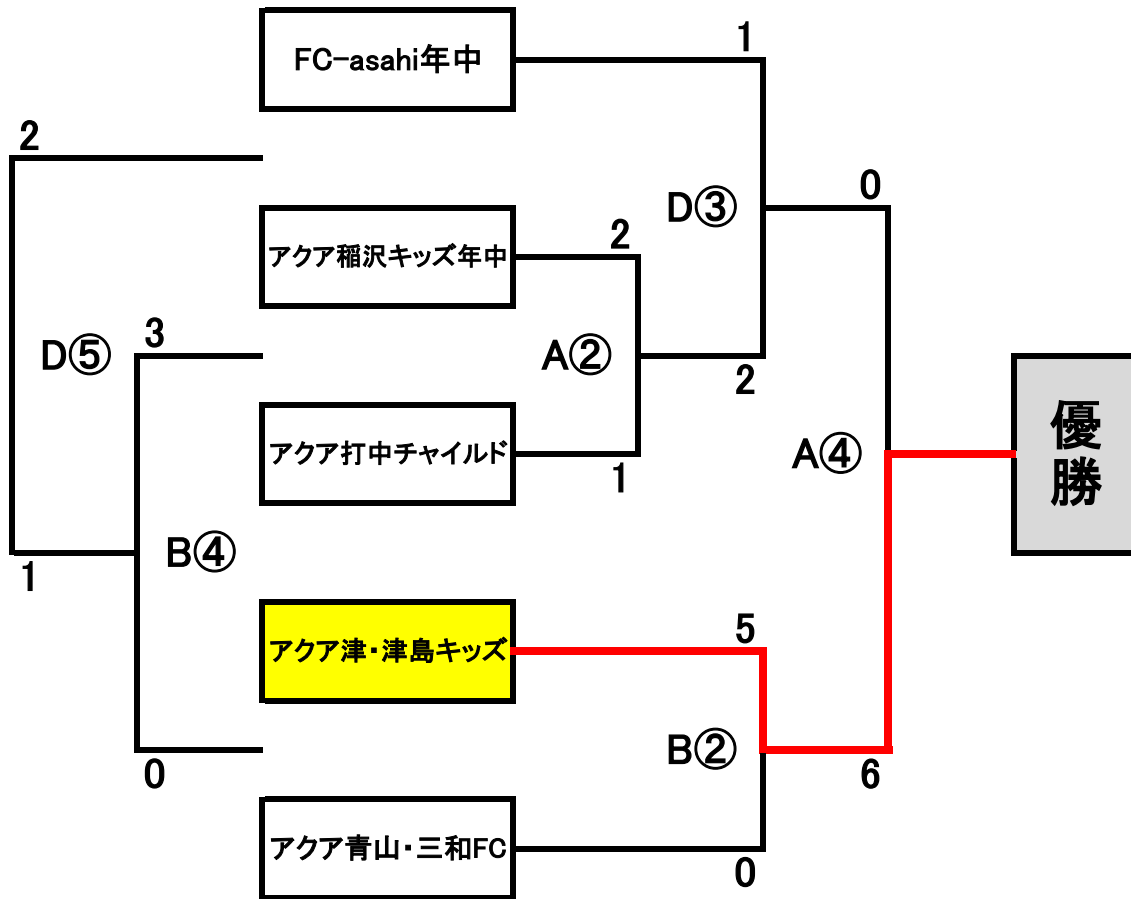 1
FC-asahi年中
2
0
D③
2
アクア稲沢キッズ年中
3
D⑤
A②
2
優勝
アクア打中チャイルド
A④
1
B④
1
5
アクア津・津島キッズ
B②
0
6
アクア青山・三和FC
0